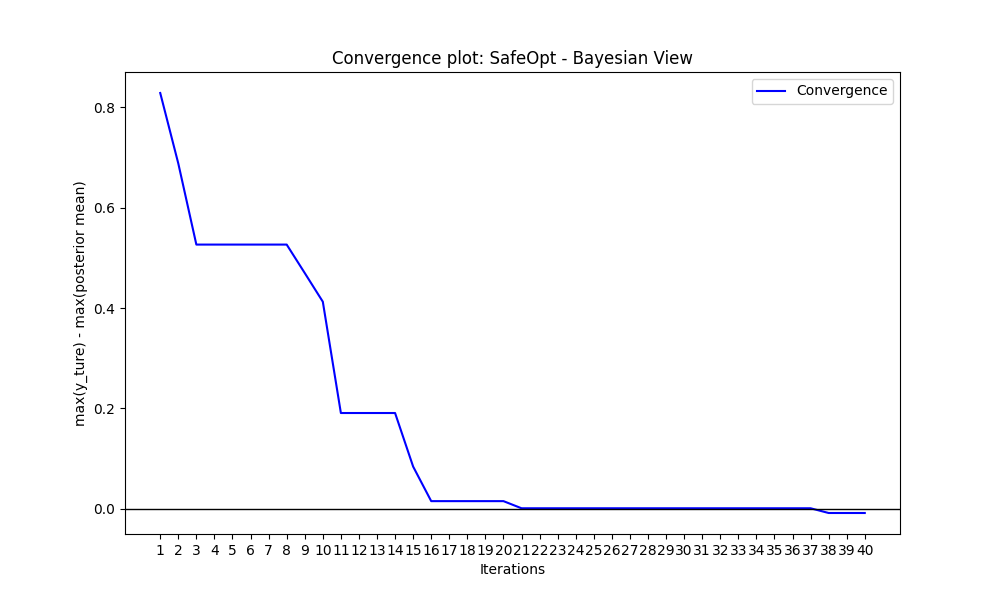 Convergence plot: SafeOpt - Bayesian View
Convergence
max(y_ture) - max(posterior mean)
0.8
0.6
0.4
0.2
0.0
1 2 3 4 5 6 7 8 9 10 11 12 13 14 15 16 17 18 19 20 21 22 23 24 25 26 27 28 29 30 31 32 33 34 35 36 37 38 39 40
Iterations